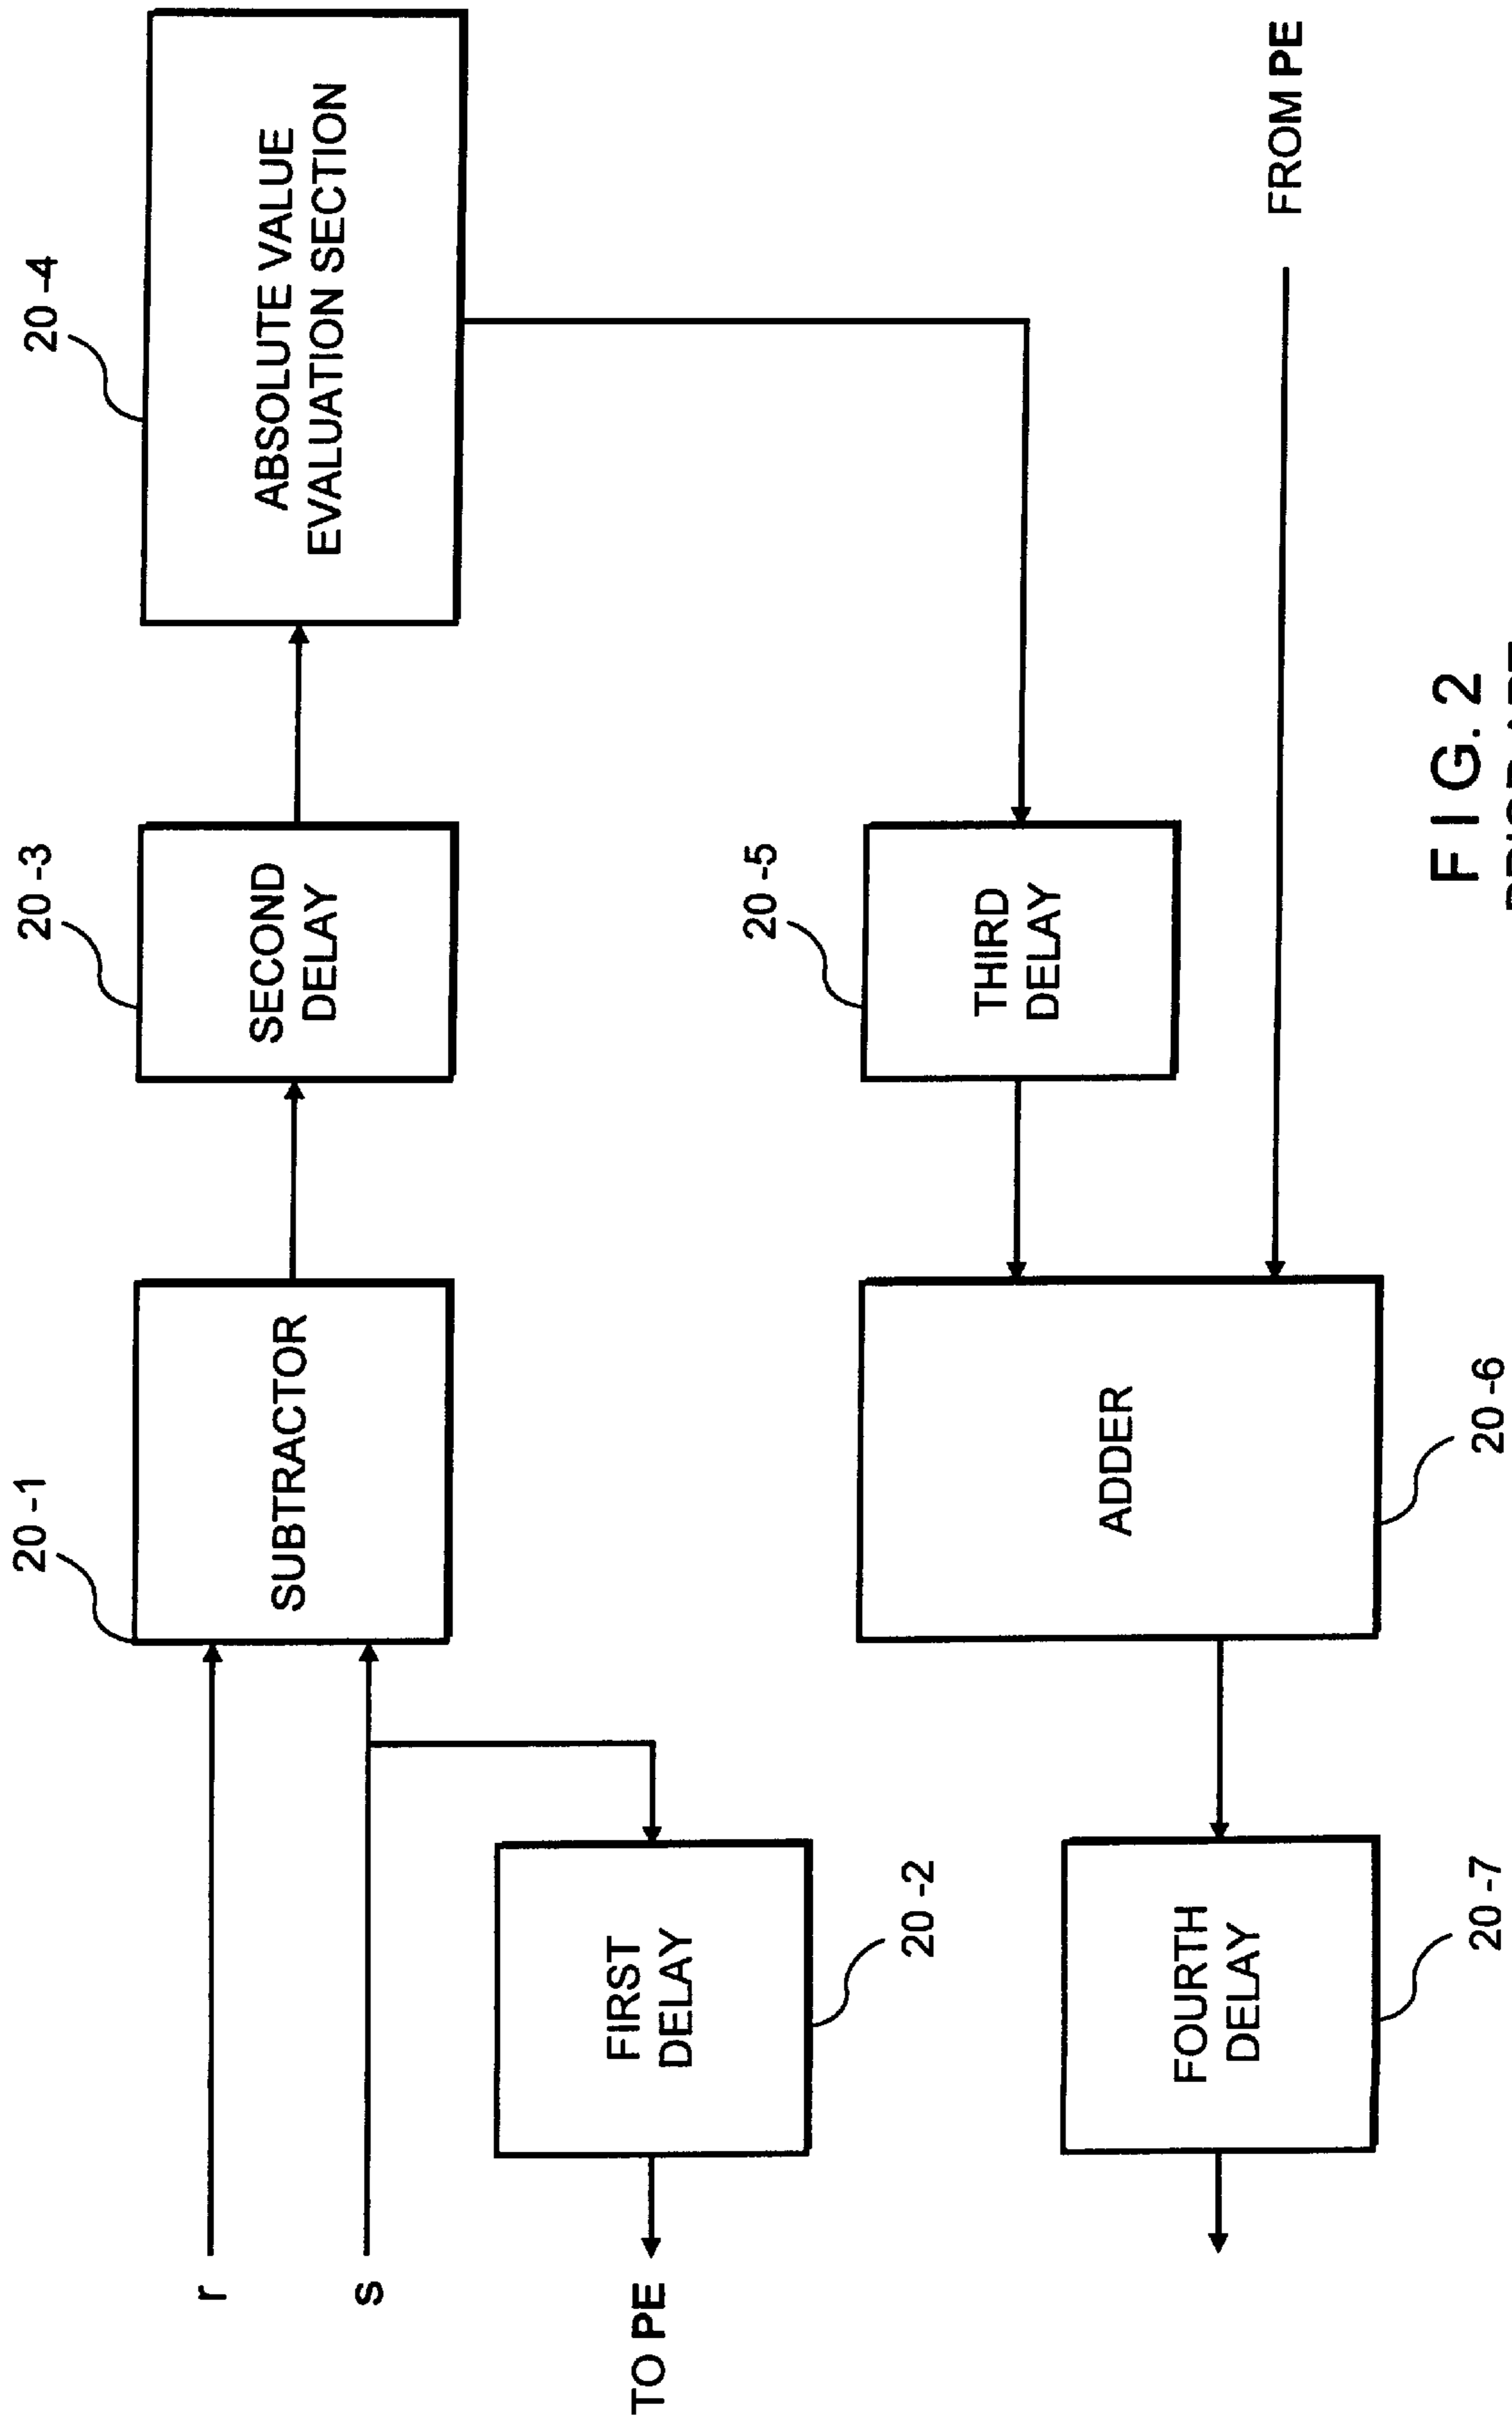 20-1
20-3
20-4
r
SUBTRACTOR
SECOND
DELAY
ABSOLUTE VALUE
EVALUATION SECTION
s
FIRST
DELAY
TO PE
20-2
20-5
THIRD
DELAY
ADDER
FOURTH
DELAY
FROM PE
20-7
20-6
F I G. 2